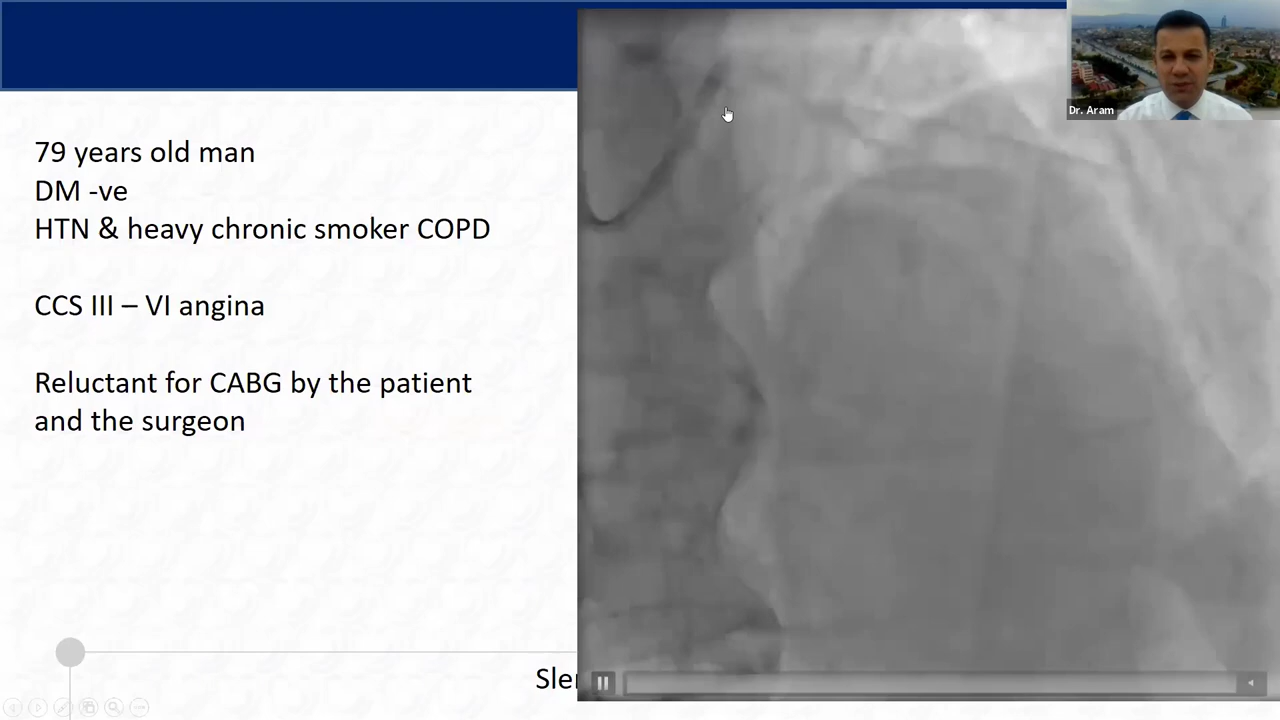 Dr. Aram
79 years old man
DM -ve
HTN & heavy chronic smoker COPD
CCS III – VI angina
Reluctant for CABG by the patient
and the surgeon